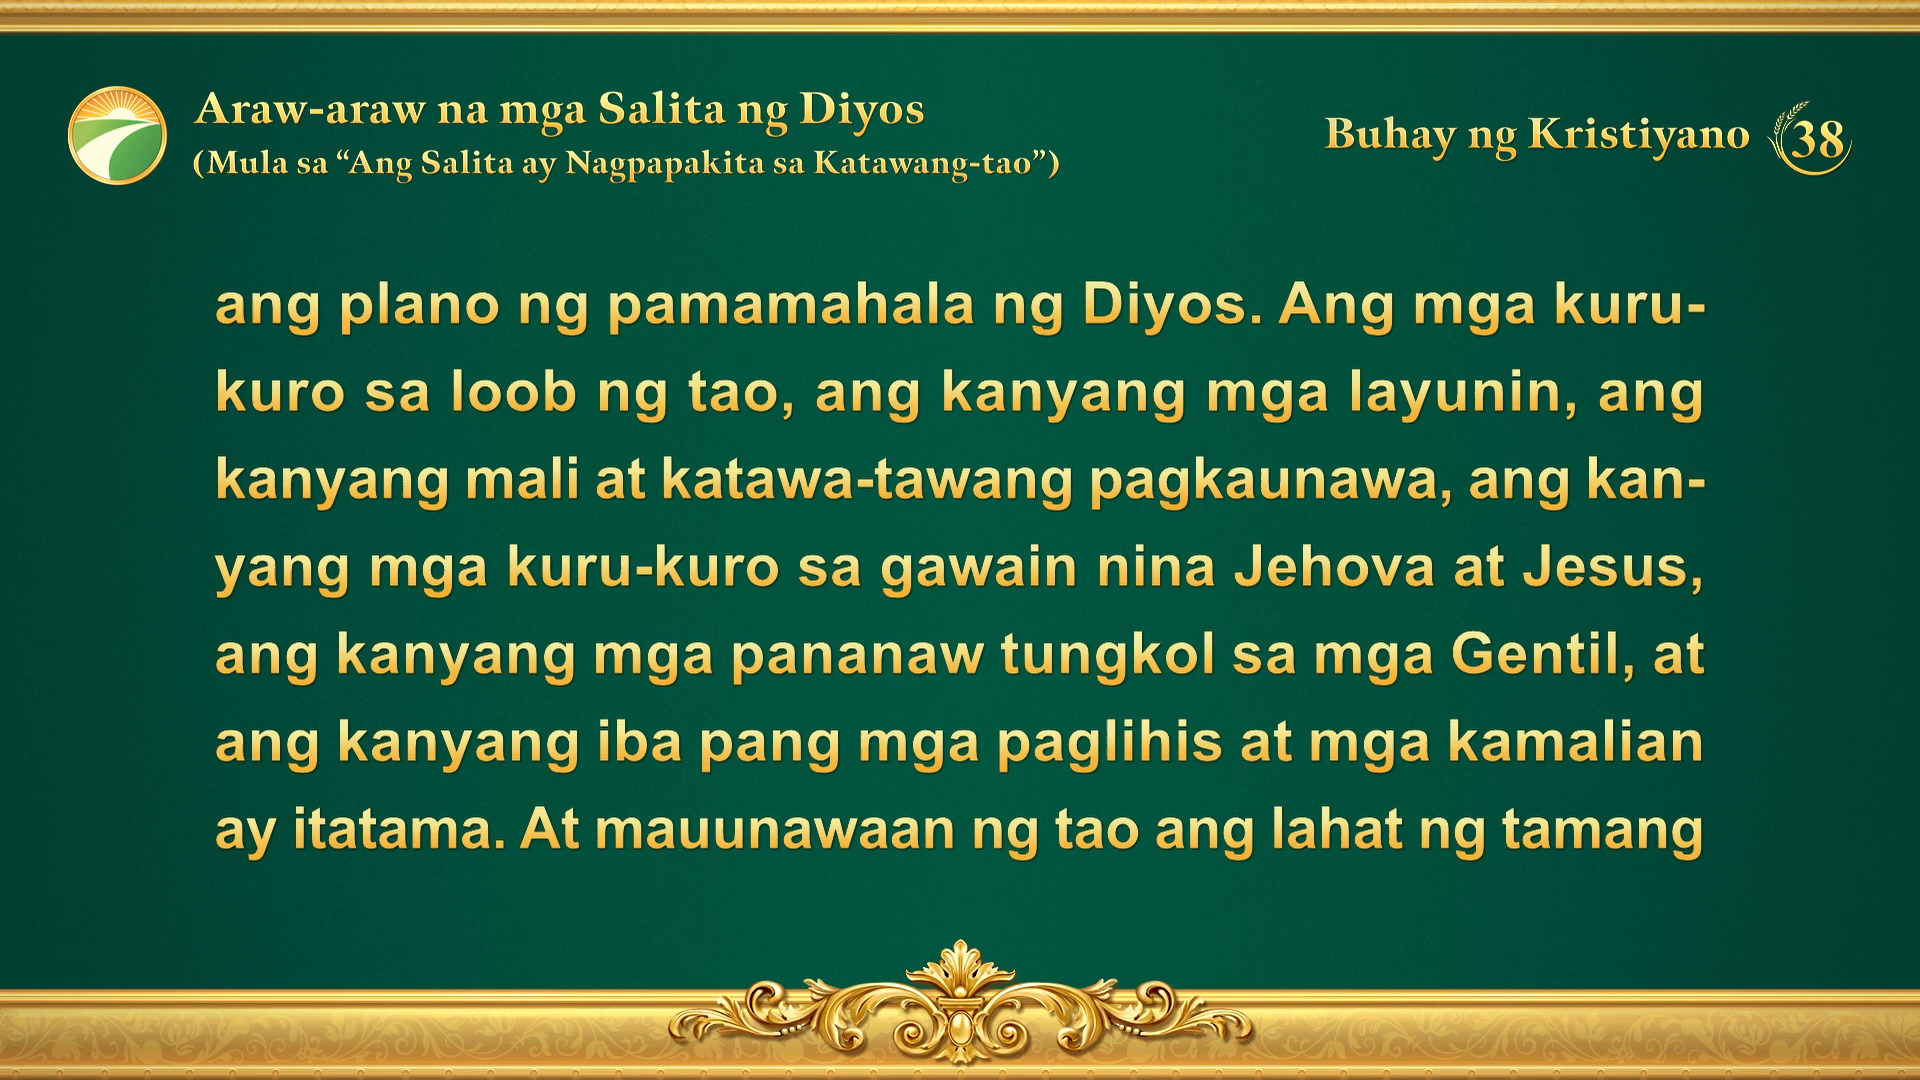 Araw-araw na mga Salita ng Diyos
(Mula sa “Ang Salita ay Nagpapakita sa Katawang-tao”)
Buhay ng Kristiyano 38
ang plano ng pamamahala ng Diyos. Ang mga kuru-
kuro sa loob ng tao, ang kanyang mga layunin, ang
kanyang mali at katawa-tawang pagkaunawa, ang kan-
yang mga kuru-kuro sa gawain nina Jehova at Jesus,
ang kanyang mga pananaw tungkol sa mga Gentil, at
ang kanyang iba pang mga paglihis at mga kamalian
ay itatama. At mauunawaan ng tao ang lahat ng tamang